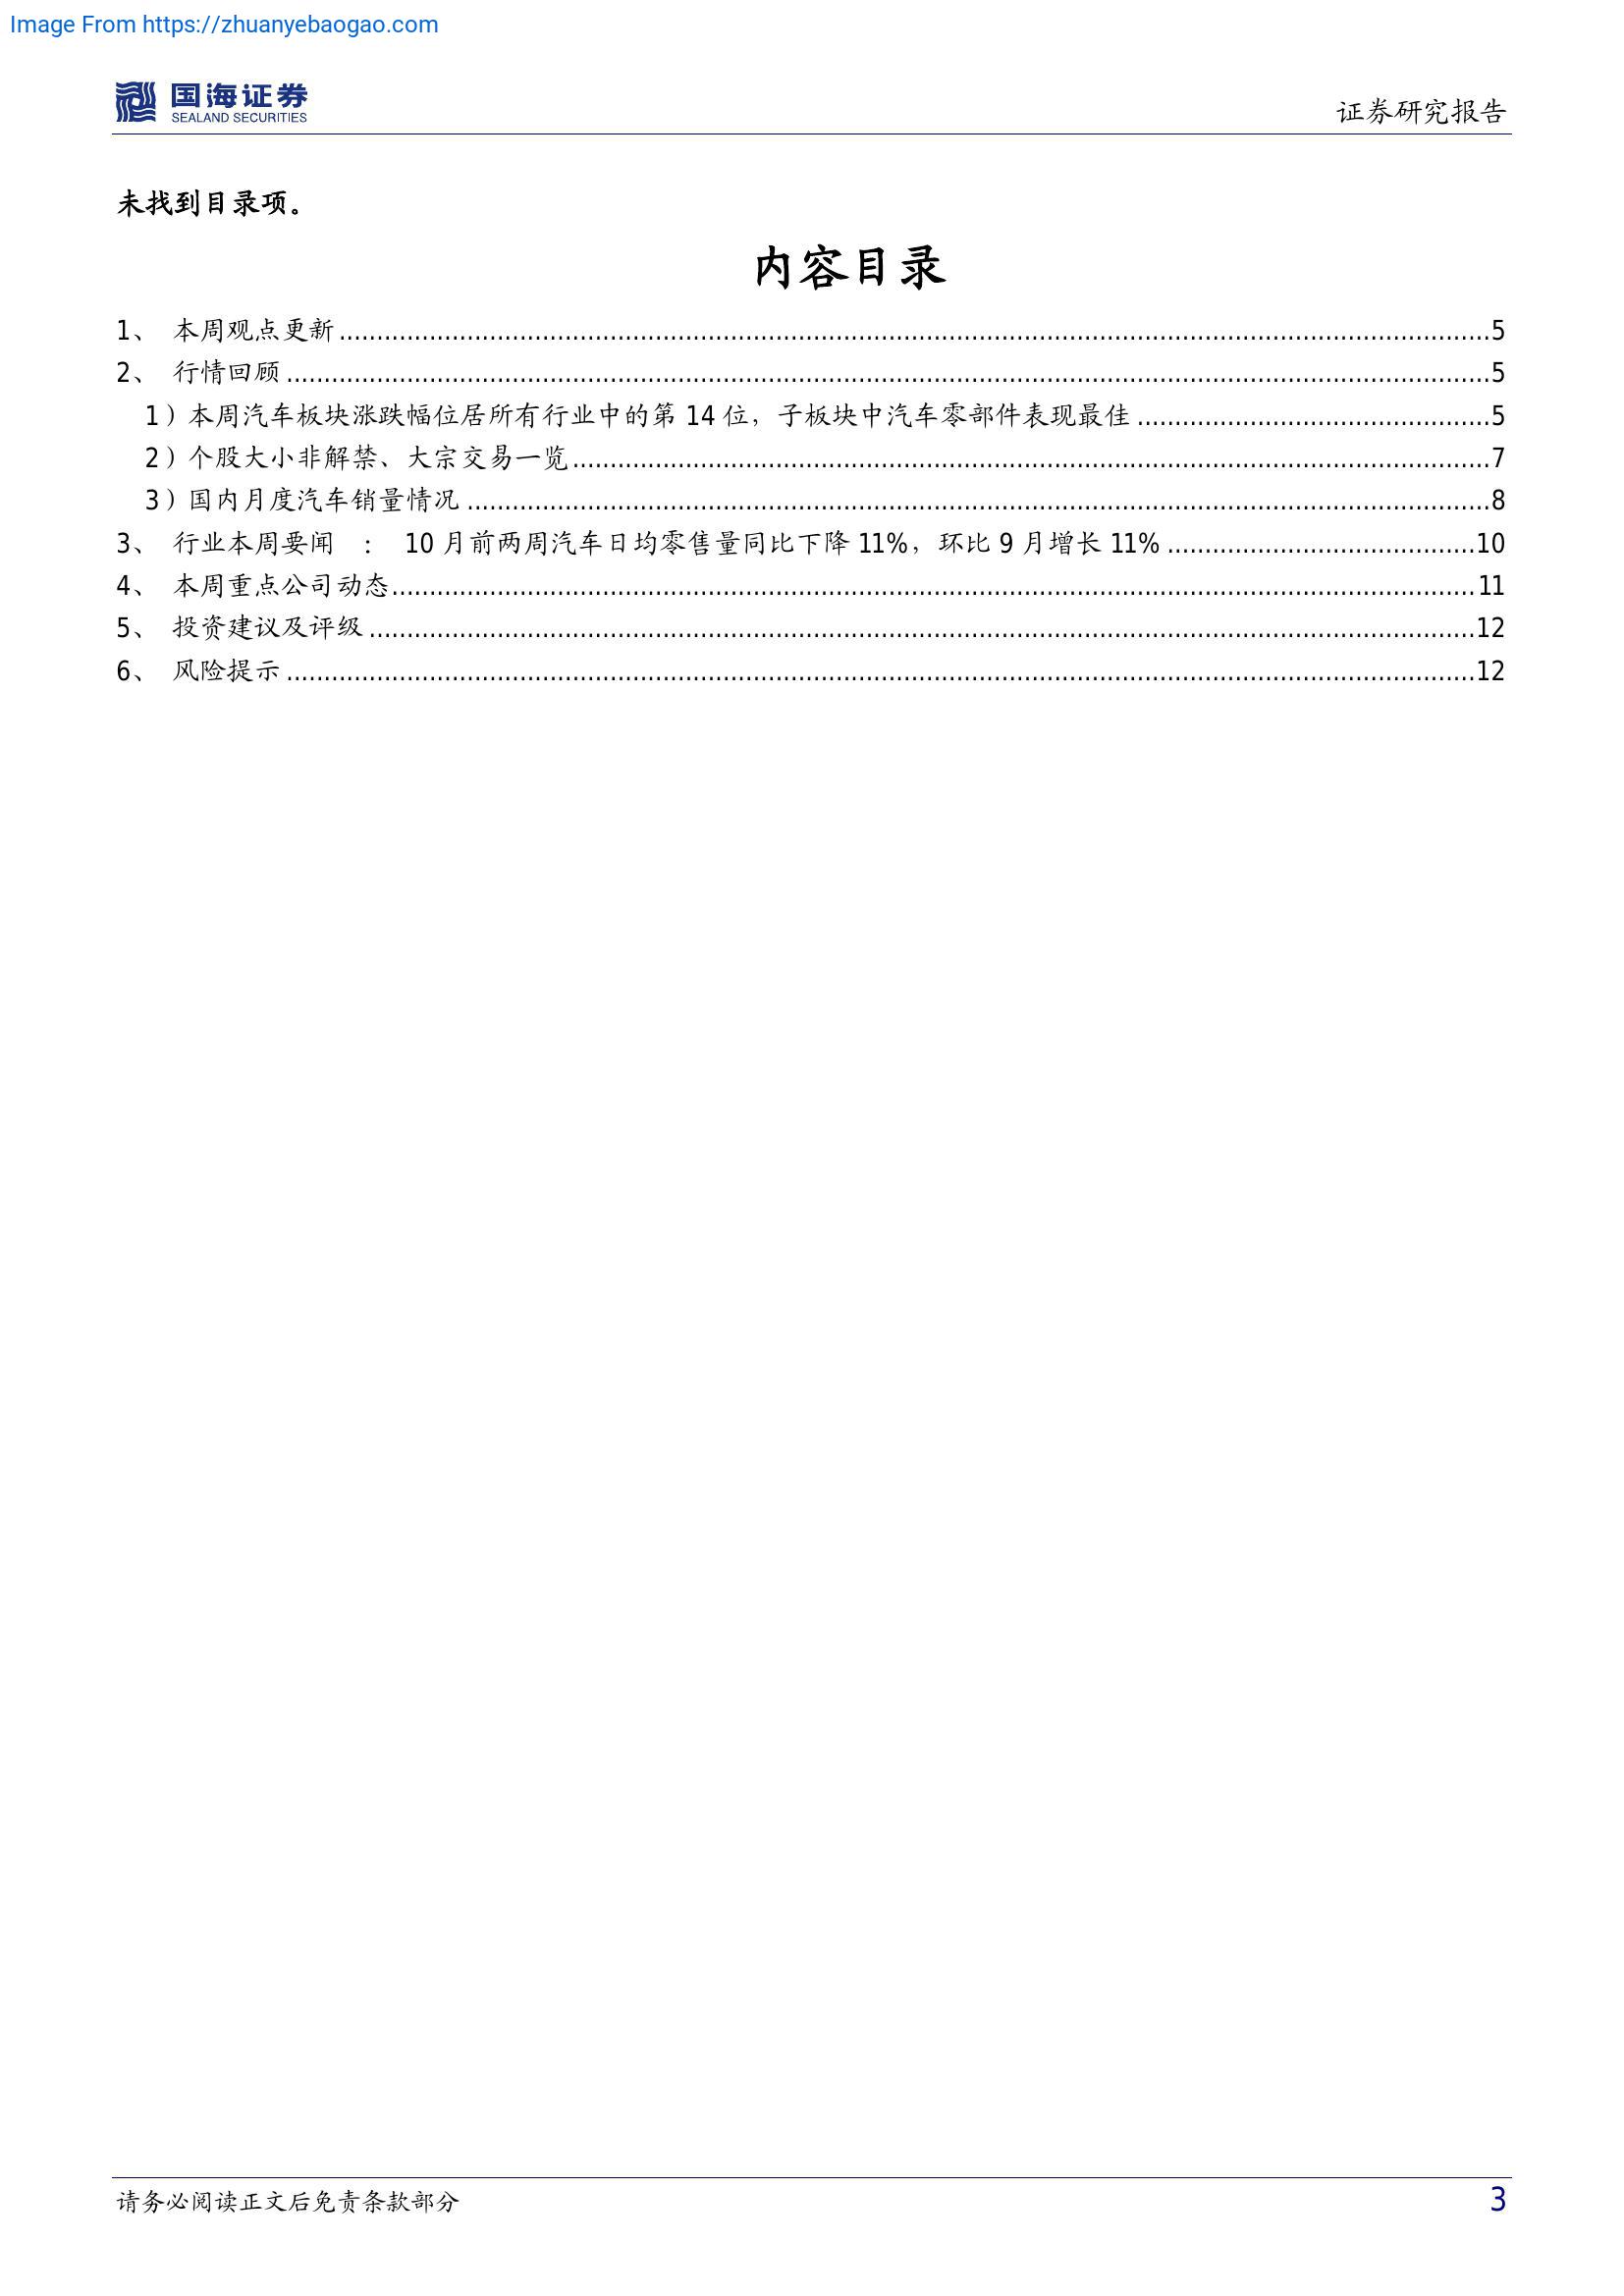 Image From https://zhuanyebaogao.com
国海证券
SEALAND SECURITIES
证券研究报告
未找到目录项。
内容目录
1、 本周观点更新 ........ 5
2、 行情回顾 ........ 5
1）本周汽车板块涨跌幅位居所有行业中的第 14 位，子板块中汽车零部件表现最佳 ........ 5
2）个股大小非解禁、大宗交易一览 ........ 7
3）国内月度汽车销量情况 ........ 8
3、 行业本周要闻 ： 10 月前两周汽车日均零售量同比下降 11%，环比 9 月增长 11% ........ 10
4、 本周重点公司动态 ........ 11
5、 投资建议及评级 ........ 12
6、 风险提示 ........ 12
请务必阅读正文后免责条款部分
3